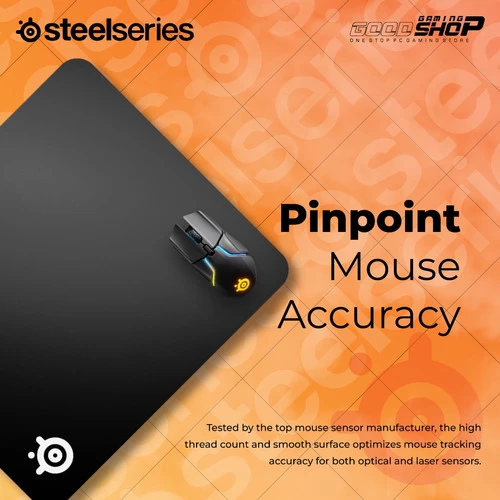 steelseries
GAMING
GOOD SHOP
ONE STOP PC GAMING STORE
Pinpoint
Mouse
Accuracy
Tested by the top mouse sensor manufacturer, the high
thread count and smooth surface optimizes mouse tracking
accuracy for both optical and laser sensors.